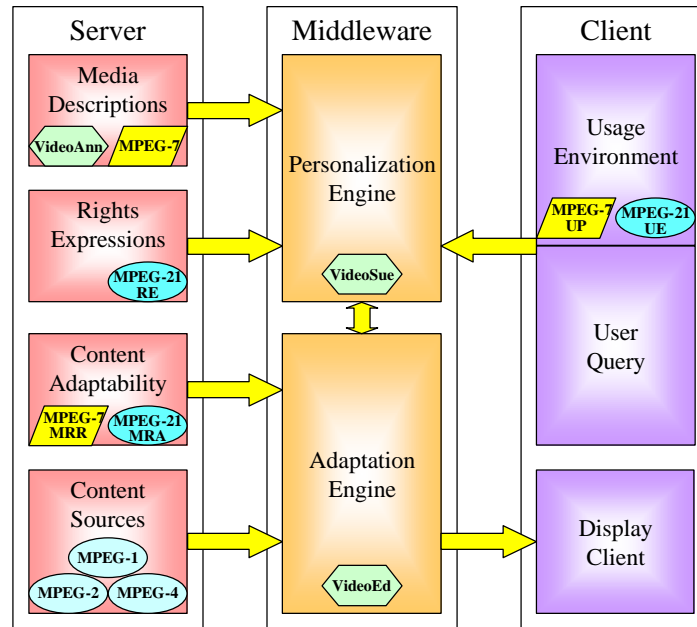 Server
Media
Descriptions
VideoAnn
MPEG-7
Rights
Expressions
MPEG-21
RE
Content
Adaptability
MPEG-7
MRR
MPEG-21
MRA
Content
Sources
MPEG-1
MPEG-2
MPEG-4
Middleware
Personalization
Engine
VideoSue
Adaptation
Engine
VideoEd
Client
Usage
Environment
MPEG-7
UP
MPEG-21
UE
User
Query
Display
Client